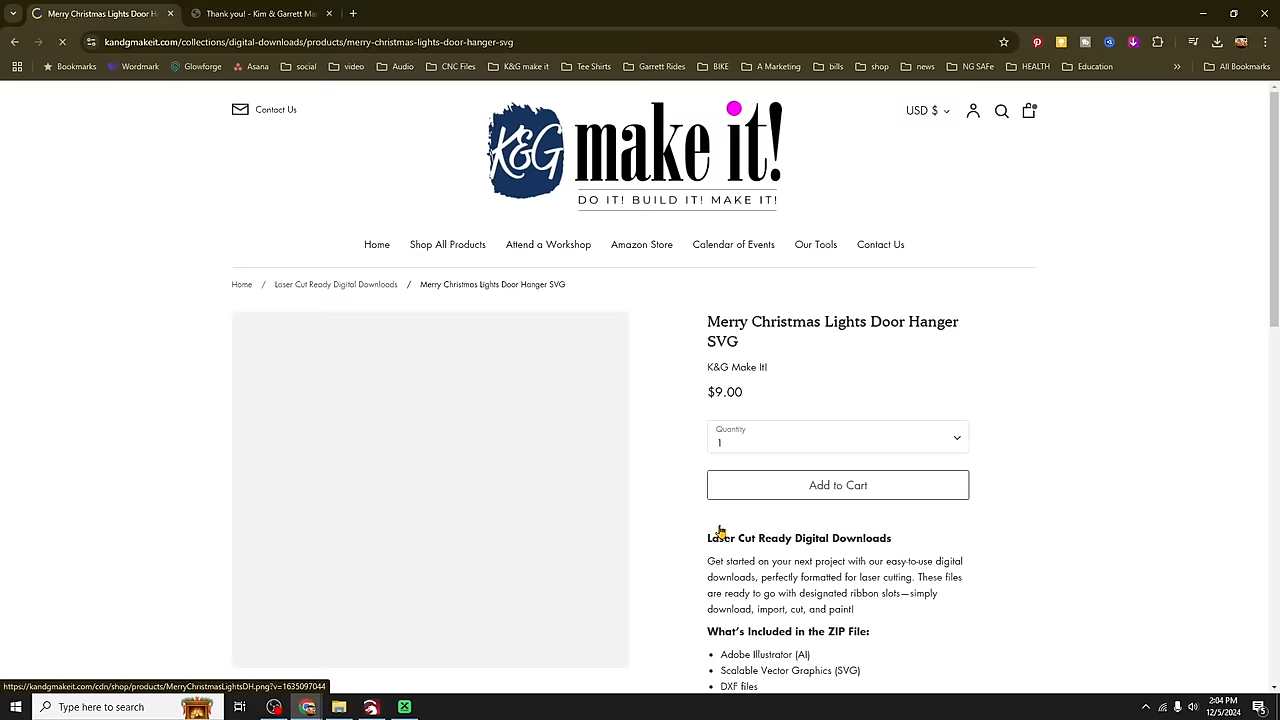 Merry Christmas Lights Door H
Thank you! - Kim & Garrett Ma
kandgmakeit.com/collections/digital-downloads/products/merry-christmas-lights-door-hanger-svg
Bookmarks Wordmark Glowforge Asana social video Audio CNC Files K&G make it Tee Shirts Garrett Rides BIKE A Marketing bills shop news NG SAFe HEALTH Education » All Bookmarks
Contact Us
USD $
K&G make it!
DO IT! BUILD IT! MAKE IT!
Home Shop All Products Attend a Workshop Amazon Store Calendar of Events Our Tools Contact Us
Home / Laser Cut Ready Digital Downloads / Merry Christmas Lights Door Hanger SVG
Merry Christmas Lights Door Hanger
SVG
K&G Make It!
$9.00
Quantity
1
Add to Cart
Laser Cut Ready Digital Downloads
Get started on your next project with our easy-to-use digital
downloads, perfectly formatted for laser cutting. These files
are ready to go with designated ribbon slots—simply
download, import, cut, and paint!
What's Included in the ZIP File:
• Adobe Illustrator (AI)
• Scalable Vector Graphics (SVG)
• DXF files
https://kandgmakeit.com/cdn/shop/products/MerryChristmasLightsDH.png?v=1635097044
Type here to search
2:04 PM
12/5/2024